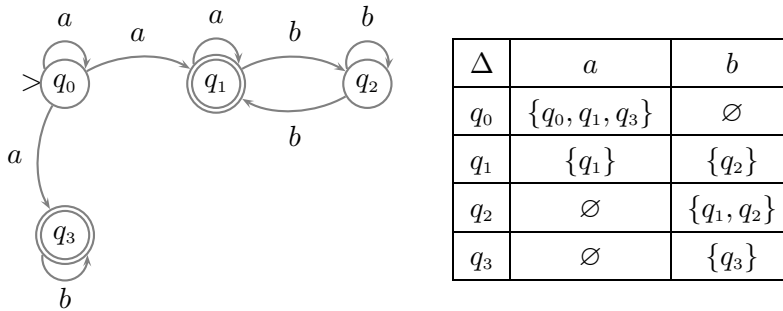 a
a
a
b
b
> q₀
q₁
q₂
b
a
q₃
b
Δ a b
q₀ {q₀, q₁, q₃} ∅
q₁ {q₁} {q₂}
q₂ ∅ {q₁, q₂}
q₃ ∅ {q₃}